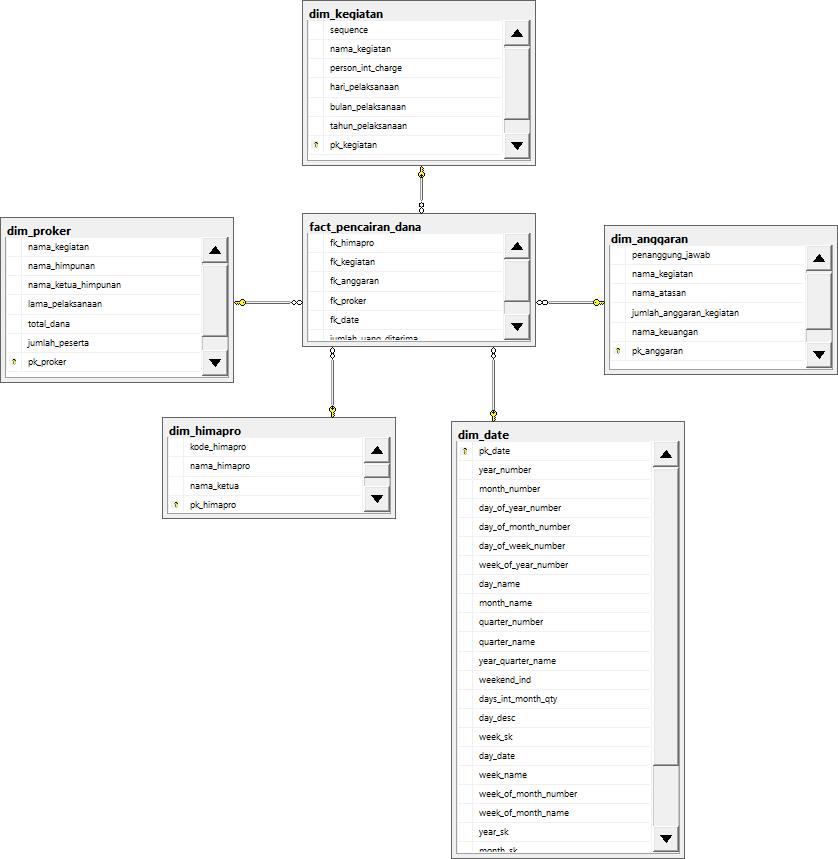 dim_kegiatan
sequence
nama_kegiatan
person_int_charge
hari_pelaksanaan
bulan_pelaksanaan
tahun_pelaksanaan
pk_kegiatan
dim_proker
nama_kegiatan
nama_himpunan
nama_ketua_himpunan
lama_pelaksanaan
total_dana
jumlah_peserta
pk_proker
fact_pencairan_dana
fk_himapro
fk_kegiatan
fk_anggaran
fk_proker
fk_date
jumlah_uang_diterima
dim_anggaran
penanggung_jawab
nama_kegiatan
nama_atasan
jumlah_anggaran_kegiatan
nama_keuangan
pk_anggaran
dim_himapro
kode_himapro
nama_himapro
nama_ketua
pk_himapro
dim_date
pk_date
year_number
month_number
day_of_year_number
day_of_month_number
day_of_week_number
week_of_year_number
day_name
month_name
quarter_number
quarter_name
year_quarter_name
weekend_ind
days_int_month_qty
day_desc
week_sk
day_date
week_name
week_of_month_number
week_of_month_name
year_sk
month_sk